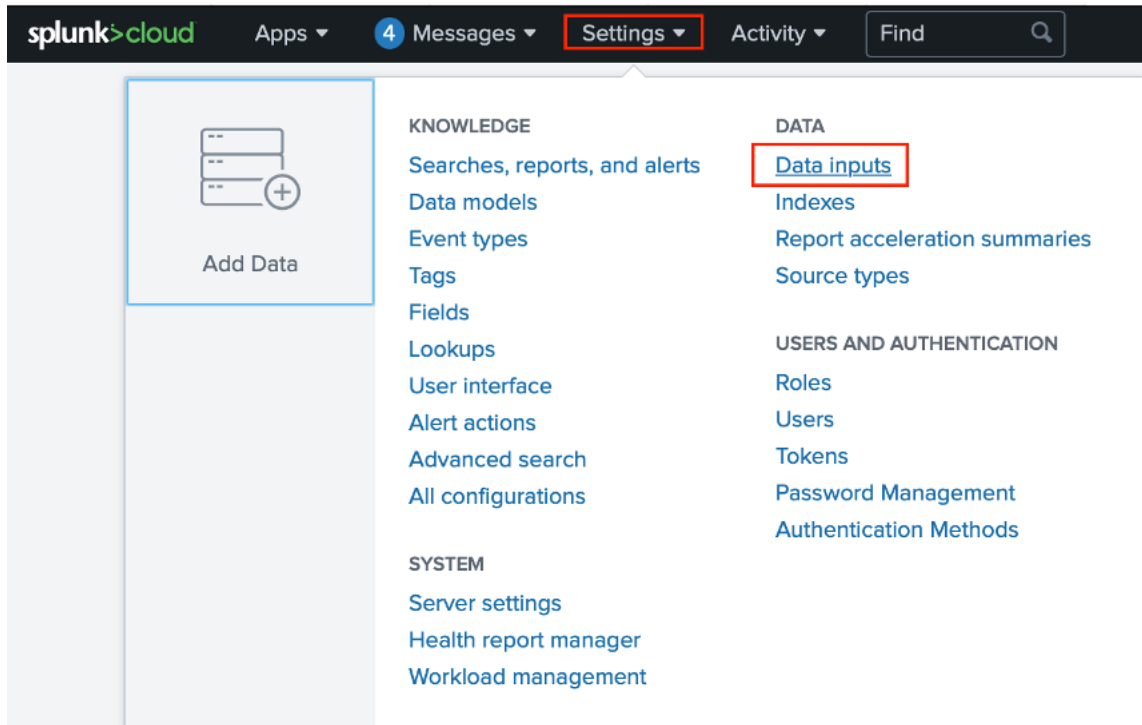 splunk>cloud Apps 4 Messages Settings Activity Find
Add Data
KNOWLEDGE
Searches, reports, and alerts
Data models
Event types
Tags
Fields
Lookups
User interface
Alert actions
Advanced search
All configurations
SYSTEM
Server settings
Health report manager
Workload management
DATA
Data inputs
Indexes
Report acceleration summaries
Source types
USERS AND AUTHENTICATION
Roles
Users
Tokens
Password Management
Authentication Methods